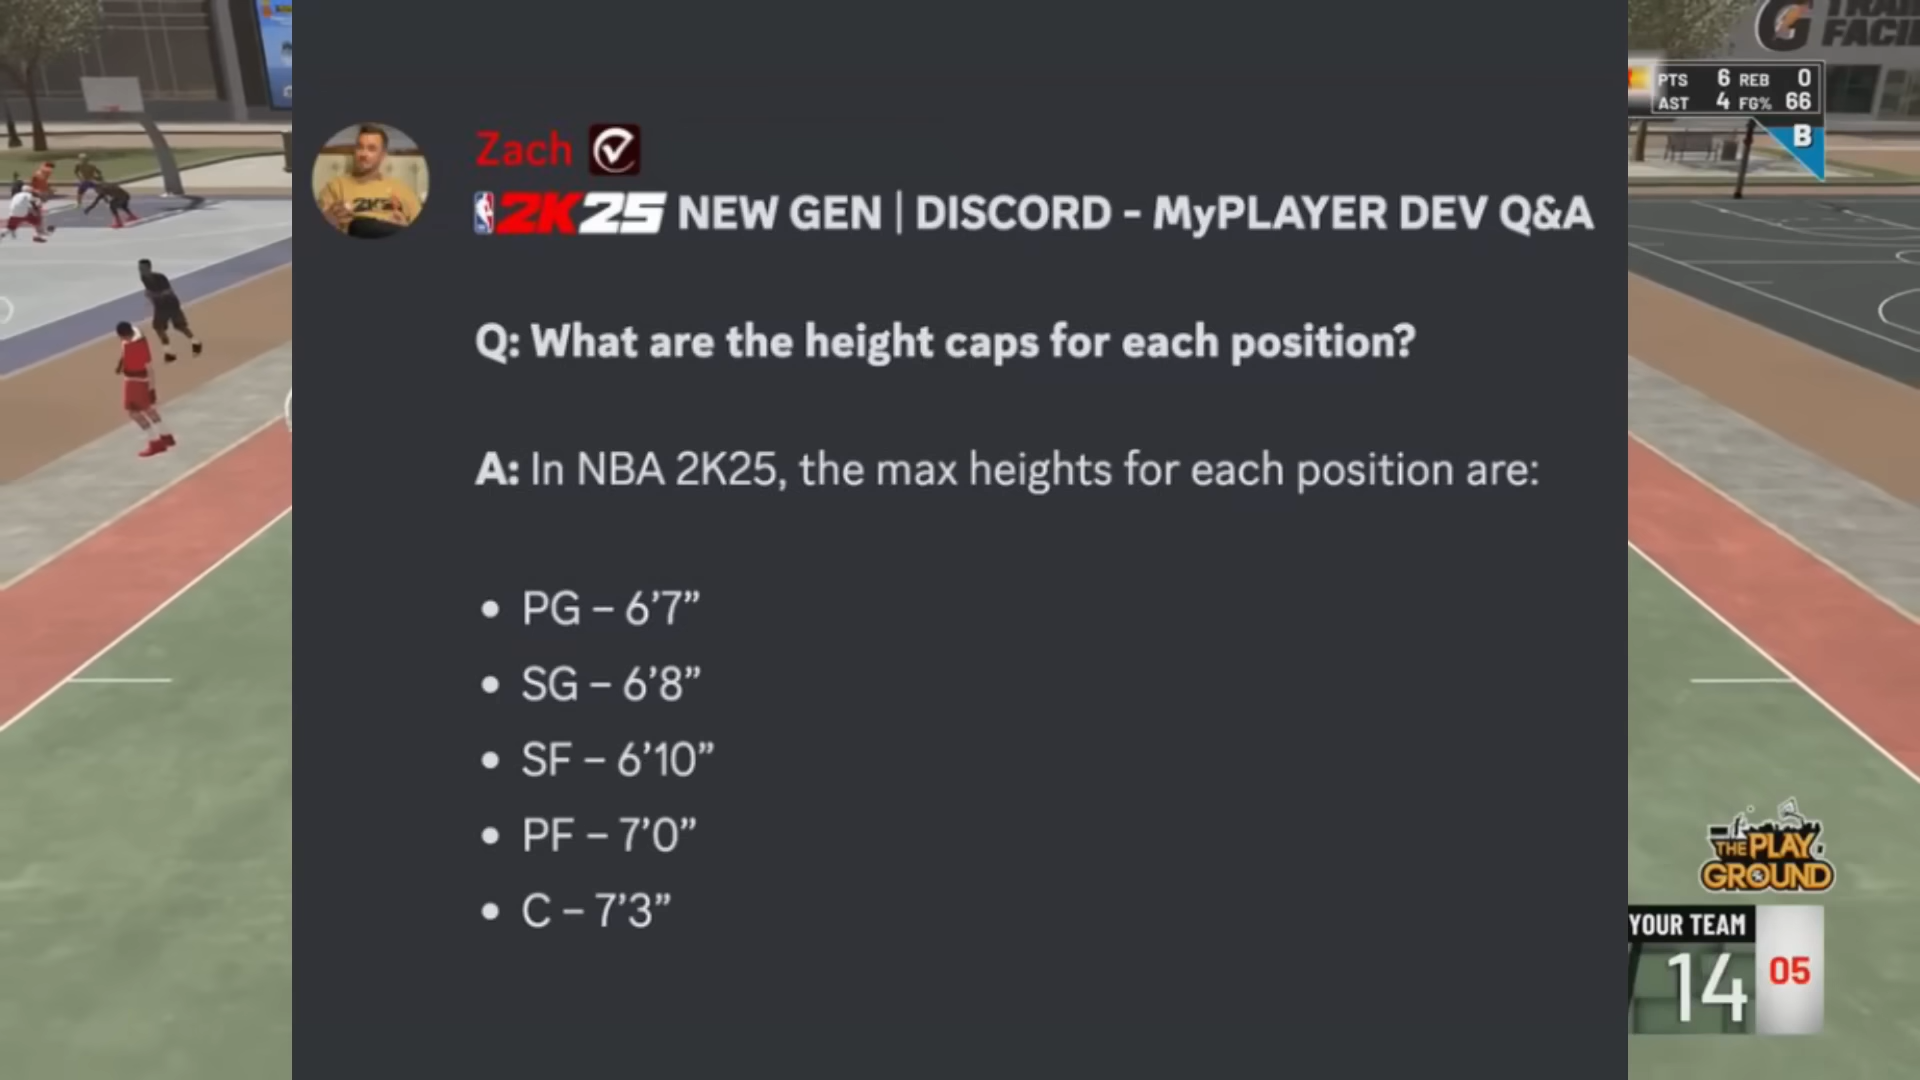 Zach
2K25 NEW GEN | DISCORD - MyPLAYER DEV Q&A
Q: What are the height caps for each position?
A: In NBA 2K25, the max heights for each position are:
• PG – 6’7”
• SG – 6’8”
• SF – 6’10”
• PF – 7’0”
• C – 7’3”
G
PTS 6 REB 0
AST 4 FG% 66
B
THE PLAY
GROUND
YOUR TEAM
14 05